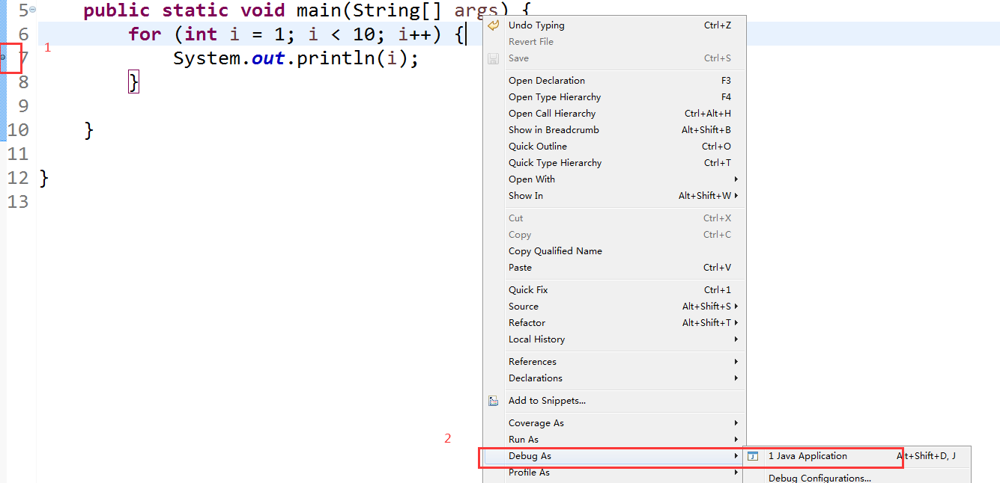 5 public static void main(String[] args) {
6 for (int i = 1; i < 10; i++) {
1
7 System.out.println(i);
8 }
9
10 }
11
12 }
13
Undo Typing Ctrl+Z
Revert File
Save Ctrl+S
Open Declaration F3
Open Type Hierarchy F4
Open Call Hierarchy Ctrl+Alt+H
Show in Breadcrumb Alt+Shift+B
Quick Outline Ctrl+O
Quick Type Hierarchy Ctrl+T
Open With
Show In Alt+Shift+W
Cut Ctrl+X
Copy Ctrl+C
Copy Qualified Name
Paste Ctrl+V
Quick Fix Ctrl+1
Source Alt+Shift+S
Refactor Alt+Shift+T
Local History
References
Declarations
Add to Snippets...
Coverage As
Run As
2
Debug As
1 Java Application Alt+Shift+D, J
Profile As
Debug Configurations...